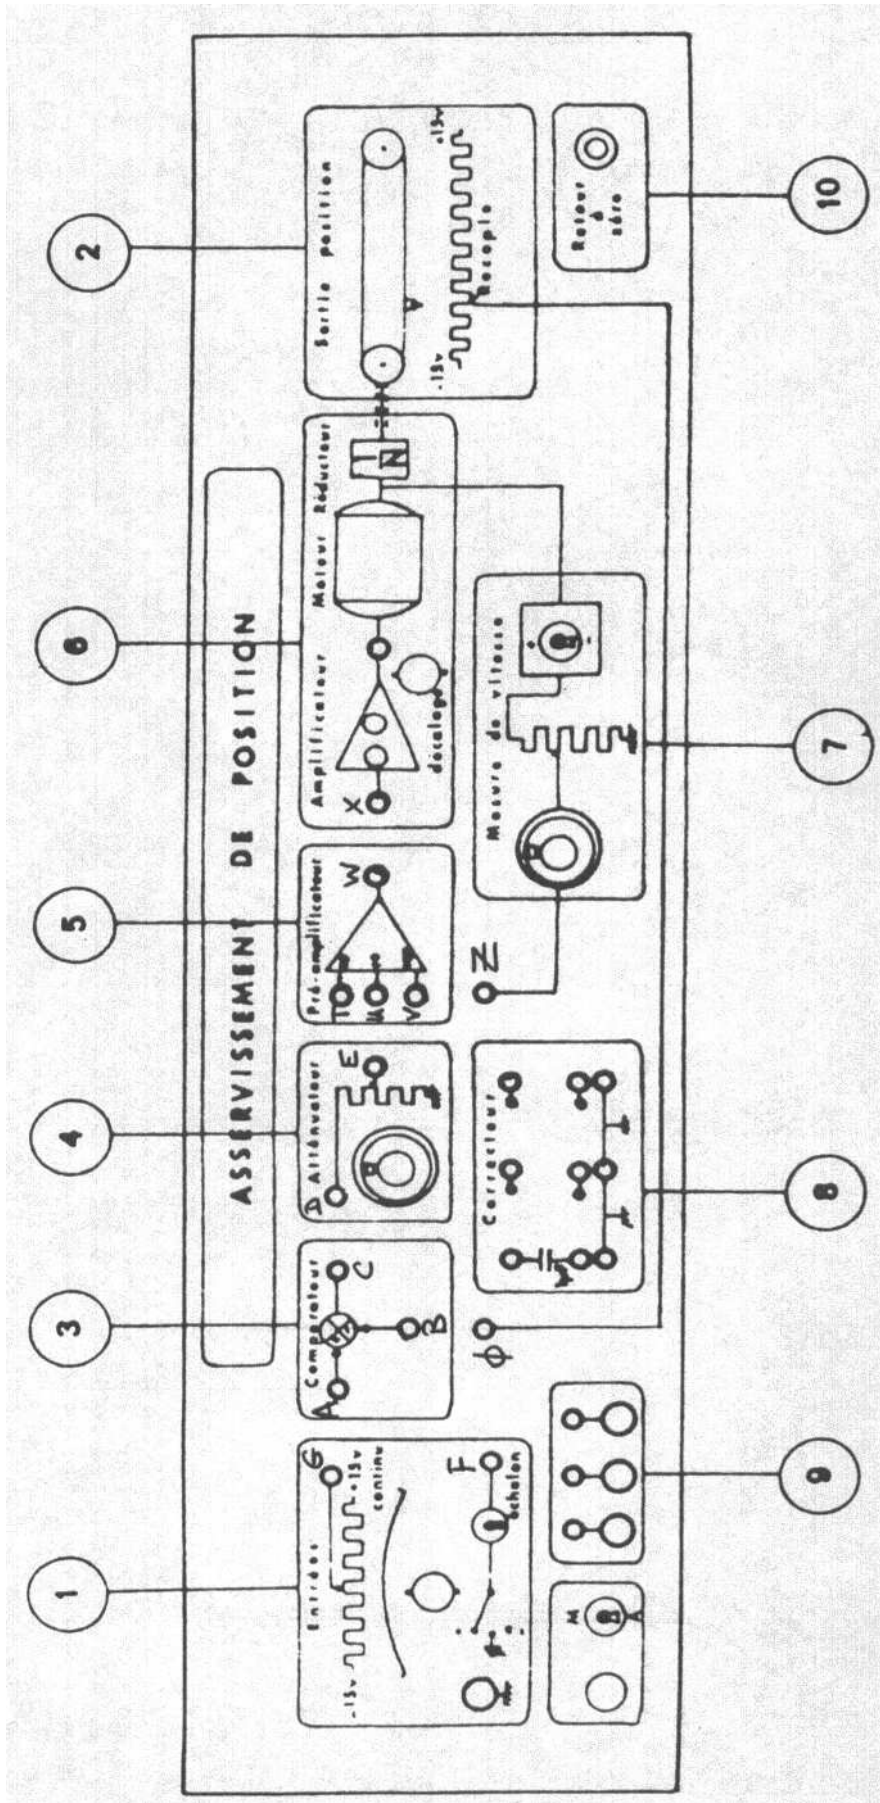 ASSERVISSEMENT DE POSITION
1
3
4
5
6
2
Entrées
-15v
+15v
continu
G
F
échelon
Comparateur
A
B
C
Atténuateur
D
E
Pré-amplificateur
T
U
V
W
Amplificateur
Moteur
Réducteur
X
décalage
N
Sortie position
-15v
+15v
Recopie
Φ
Correcteur
Z
Mesure de vitesse
+
-
Retour
à
zéro
M
A
9
8
7
10